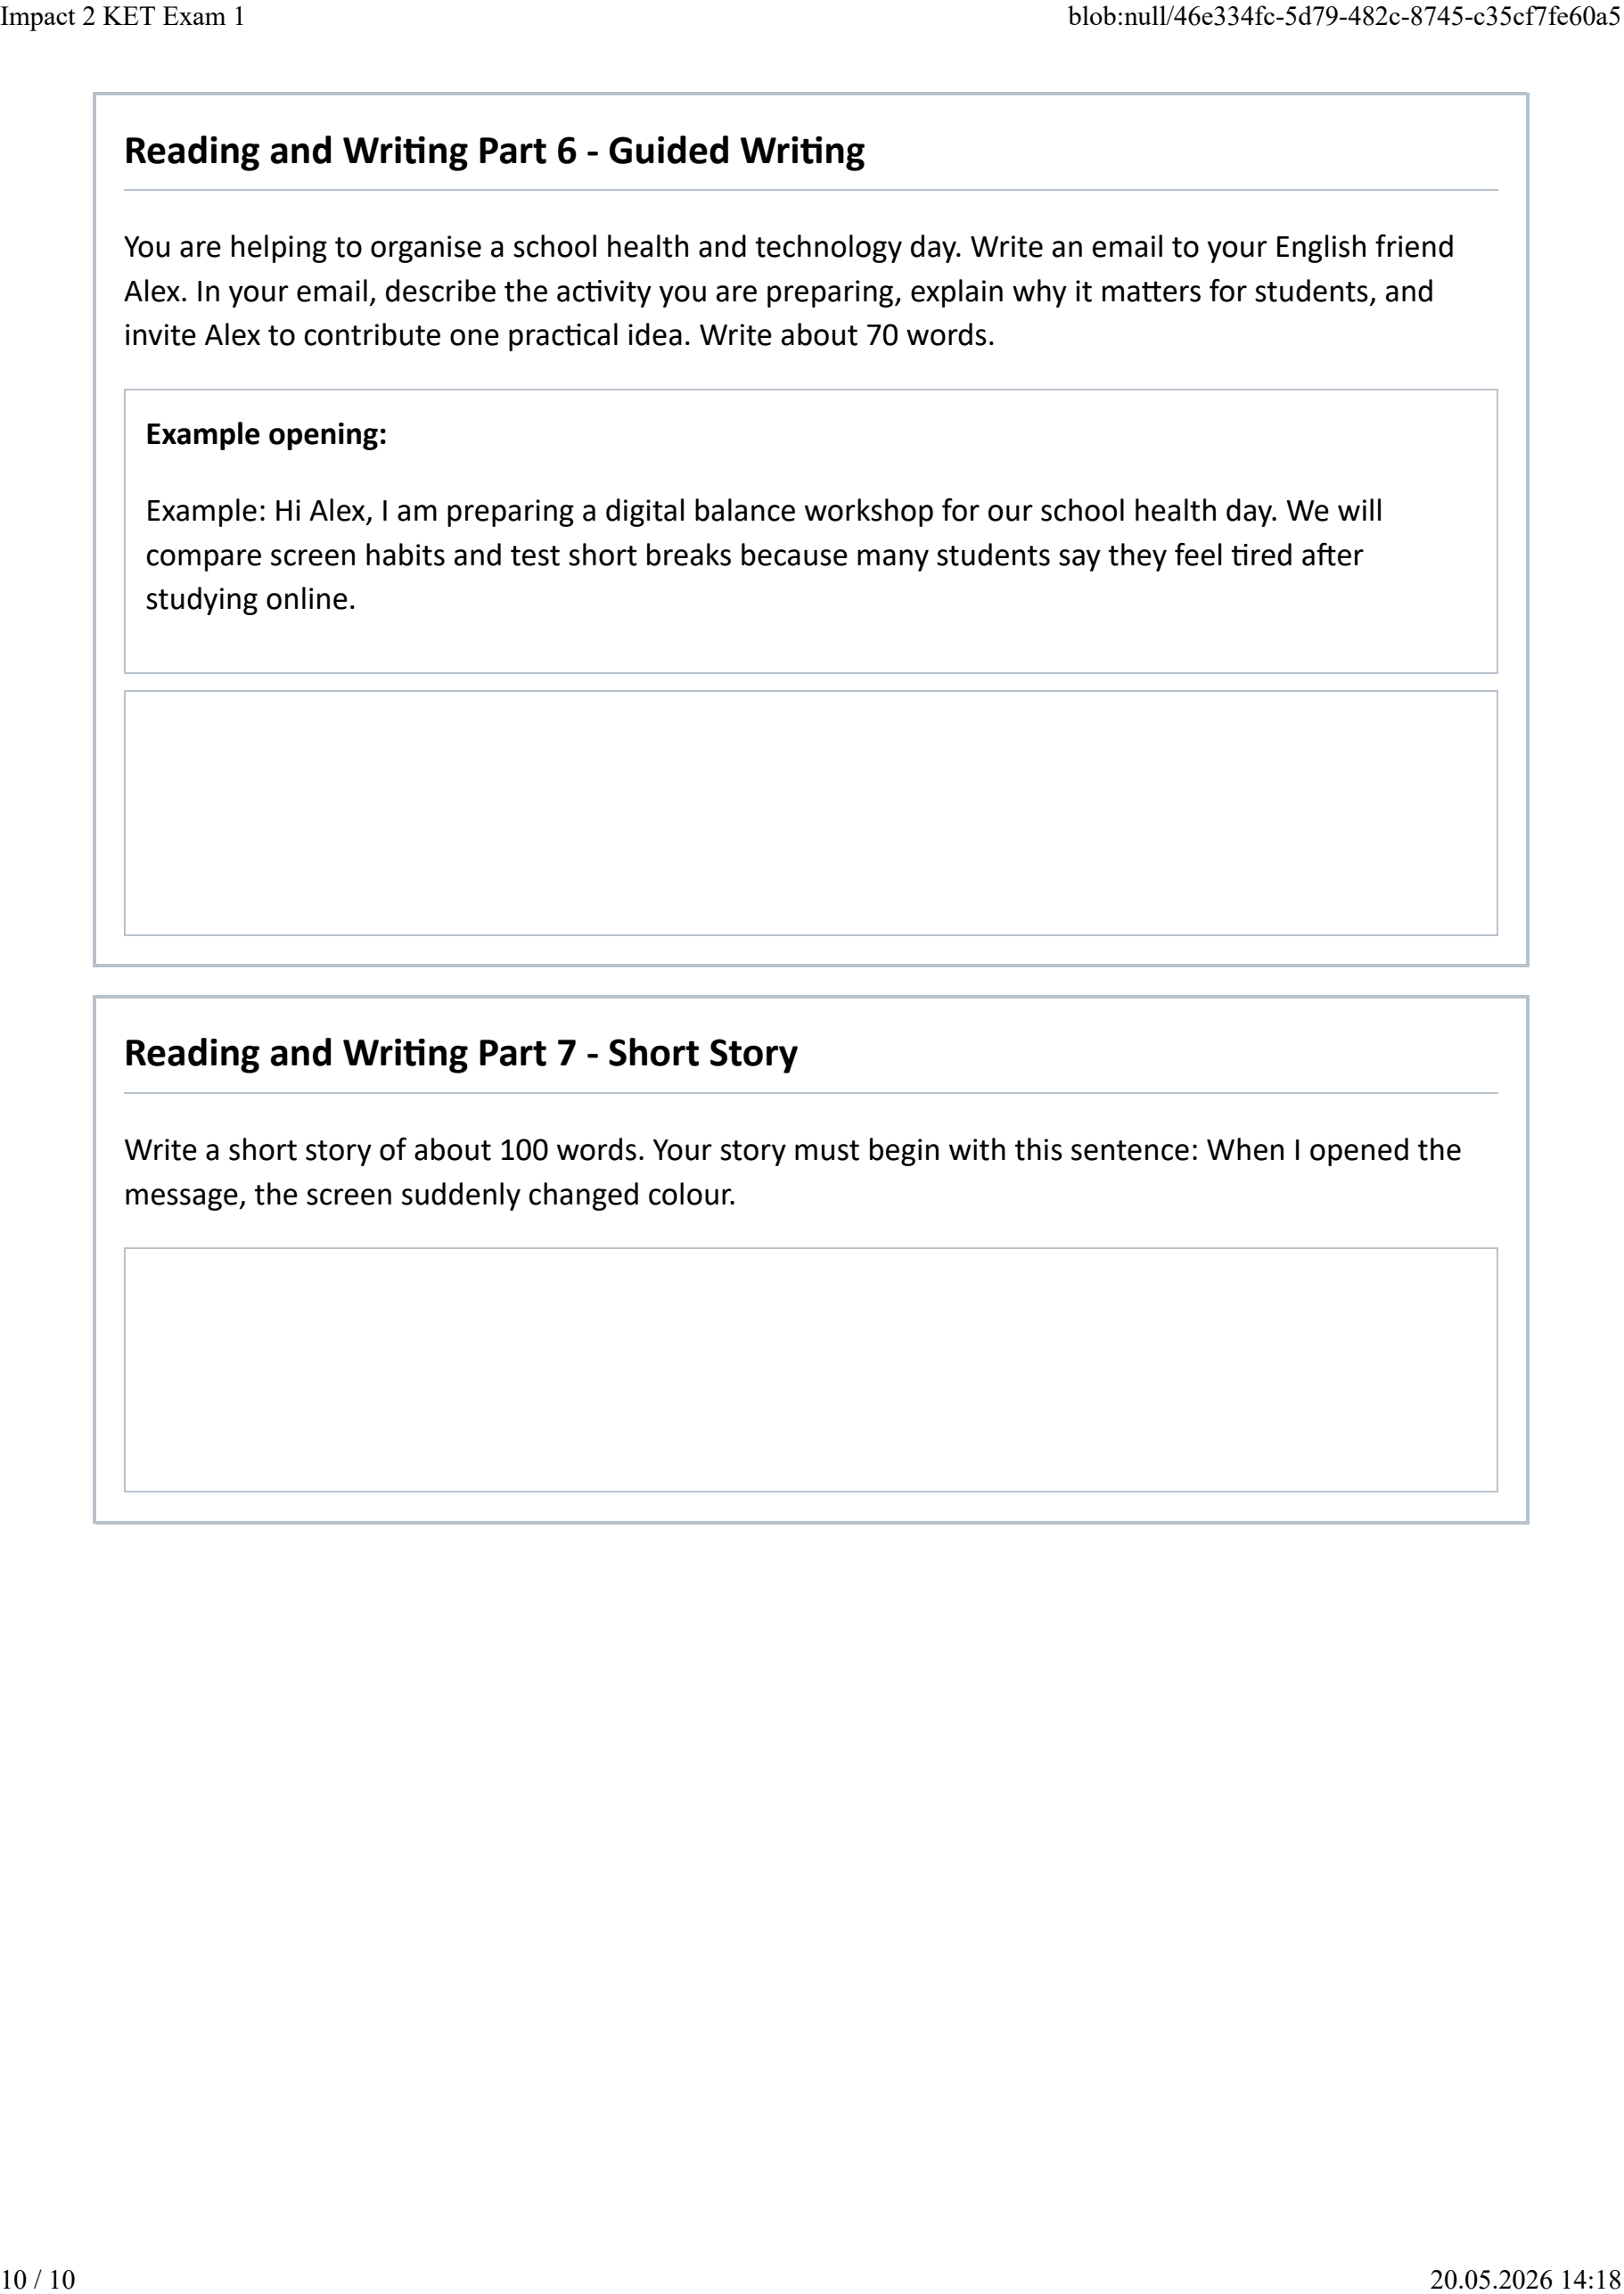 Impact 2 KET Exam 1
blob:null/46e334fc-5d79-482c-8745-c35cf7fe60a5
Reading and Writing Part 6 - Guided Writing
You are helping to organise a school health and technology day. Write an email to your English friend
Alex. In your email, describe the activity you are preparing, explain why it matters for students, and
invite Alex to contribute one practical idea. Write about 70 words.
Example opening:
Example: Hi Alex, I am preparing a digital balance workshop for our school health day. We will
compare screen habits and test short breaks because many students say they feel tired after
studying online.
Reading and Writing Part 7 - Short Story
Write a short story of about 100 words. Your story must begin with this sentence: When I opened the
message, the screen suddenly changed colour.
10 / 10
20.05.2026 14:18